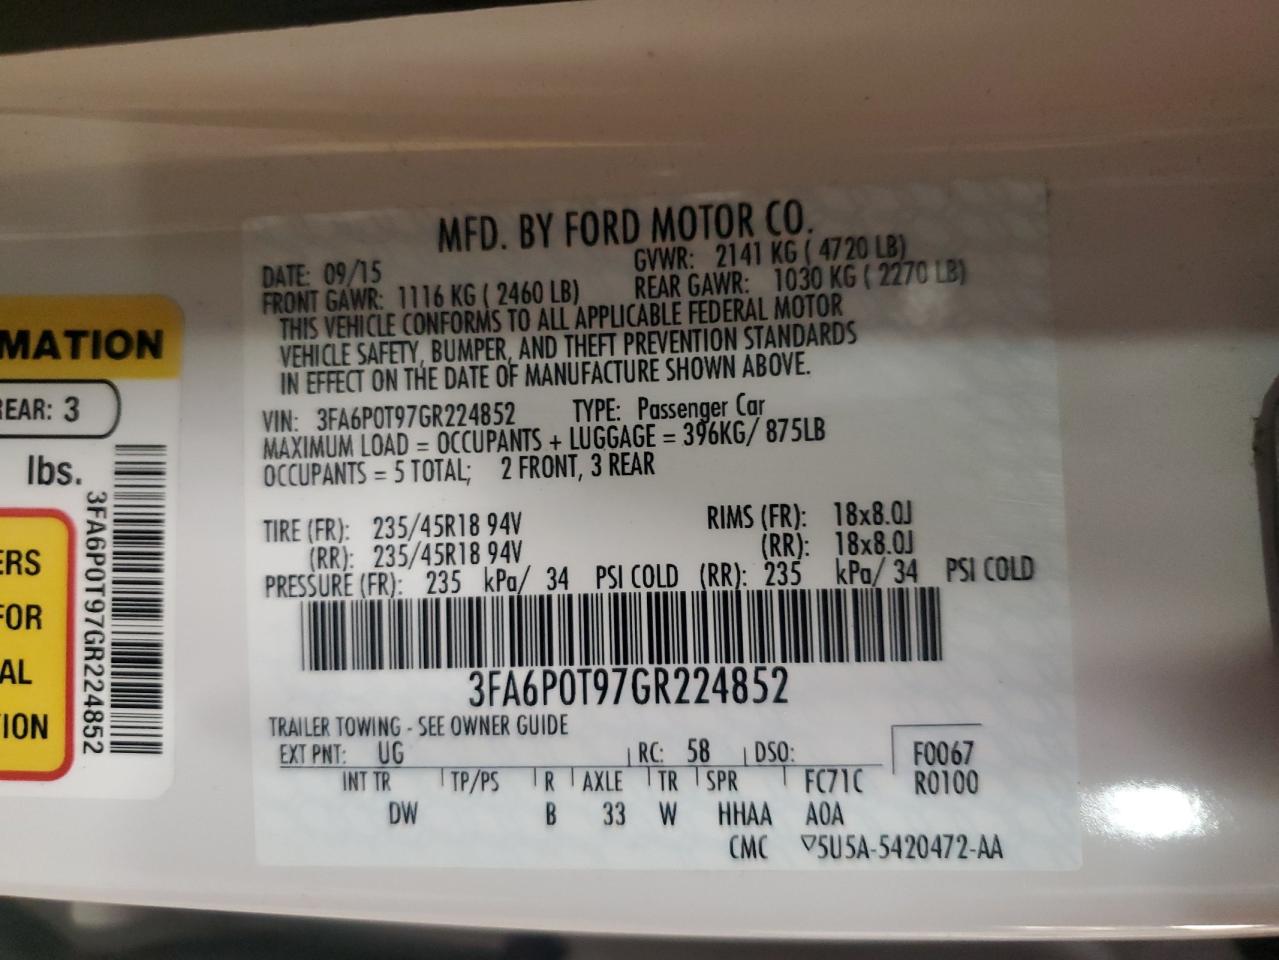 MATION
REAR: 3
lbs.
3FA6P0T97GR224852
ERS
FOR
AL
ION
MFD. BY FORD MOTOR CO.
DATE: 09/15 GVWR: 2141 KG ( 4720 LB)
FRONT GAWR: 1116 KG ( 2460 LB) REAR GAWR: 1030 KG ( 2270 LB)
THIS VEHICLE CONFORMS TO ALL APPLICABLE FEDERAL MOTOR
VEHICLE SAFETY, BUMPER, AND THEFT PREVENTION STANDARDS
IN EFFECT ON THE DATE OF MANUFACTURE SHOWN ABOVE.
VIN: 3FA6P0T97GR224852 TYPE: Passenger Car
MAXIMUM LOAD = OCCUPANTS + LUGGAGE = 396KG/ 875LB
OCCUPANTS = 5 TOTAL; 2 FRONT, 3 REAR
TIRE (FR): 235/45R18 94V RIMS (FR): 18x8.0J
(RR): 235/45R18 94V (RR): 18x8.0J
PRESSURE (FR): 235 kPa/ 34 PSI COLD (RR): 235 kPa/ 34 PSI COLD
3FA6P0T97GR224852
TRAILER TOWING - SEE OWNER GUIDE
EXT PNT: UG RC: 58 DSO: F0067
INT TR TP/PS R AXLE TR SPR FC71C R0100
DW B 33 W HHAA A0A
CMC ▽5U5A-5420472-AA